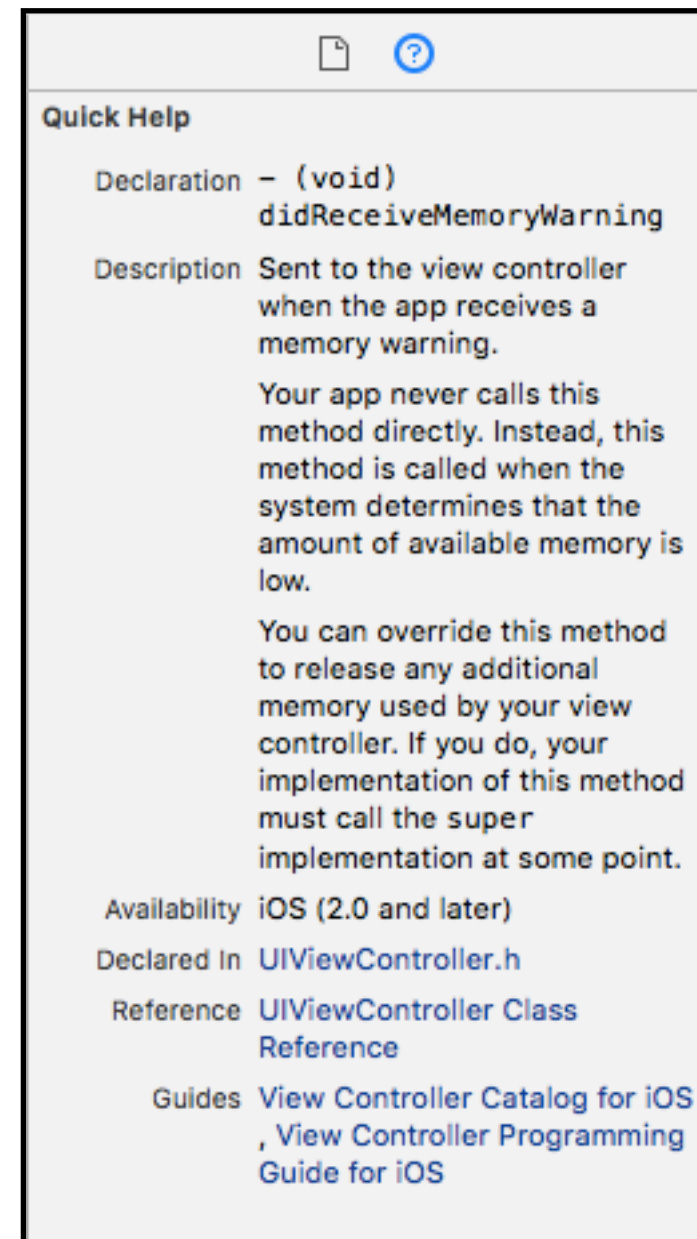 Quick Help
Declaration – (void)
didReceiveMemoryWarning
Description Sent to the view controller
when the app receives a
memory warning.
Your app never calls this
method directly. Instead, this
method is called when the
system determines that the
amount of available memory is
low.
You can override this method
to release any additional
memory used by your view
controller. If you do, your
implementation of this method
must call the super
implementation at some point.
Availability iOS (2.0 and later)
Declared In UIViewController.h
Reference UIViewController Class
Reference
Guides View Controller Catalog for iOS
, View Controller Programming
Guide for iOS